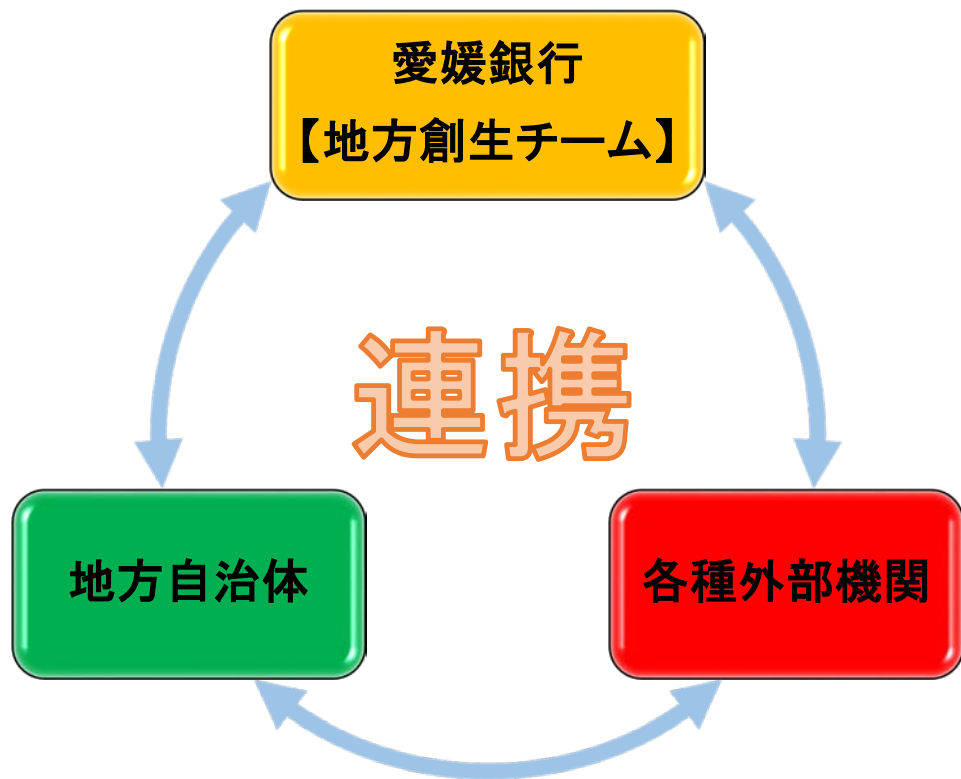 愛媛銀行
【地方創生チーム】
連携
地方自治体
各種外部機関